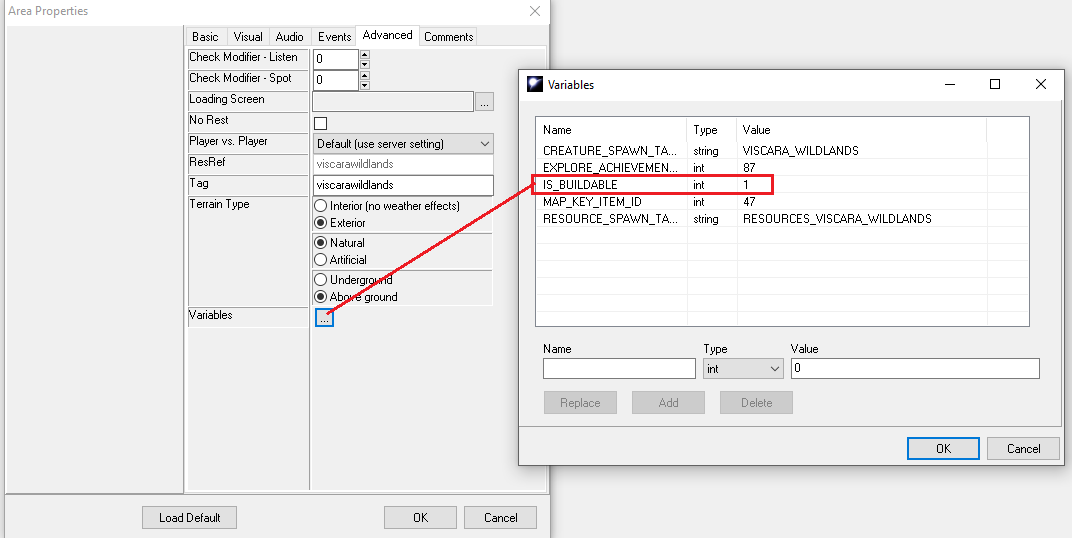 Area Properties
Basic Visual Audio Events Advanced Comments
Check Modifier - Listen 0
Check Modifier - Spot 0
Loading Screen ...
No Rest
Player vs. Player Default (use server setting)
ResRef viscarawildlands
Tag viscarawildlands
Terrain Type Interior (no weather effects)
Exterior
Natural
Artificial
Underground
Above ground
Variables ...
Load Default OK Cancel
Variables
Name Type Value
CREATURE_SPAWN_TA... string VISCARA_WILDLANDS
EXPLORE_ACHIEVEMEN... int 87
IS_BUILDABLE int 1
MAP_KEY_ITEM_ID int 47
RESOURCE_SPAWN_TA... string RESOURCES_VISCARA_WILDLANDS
Name Type Value
int 0
Replace Add Delete
OK Cancel